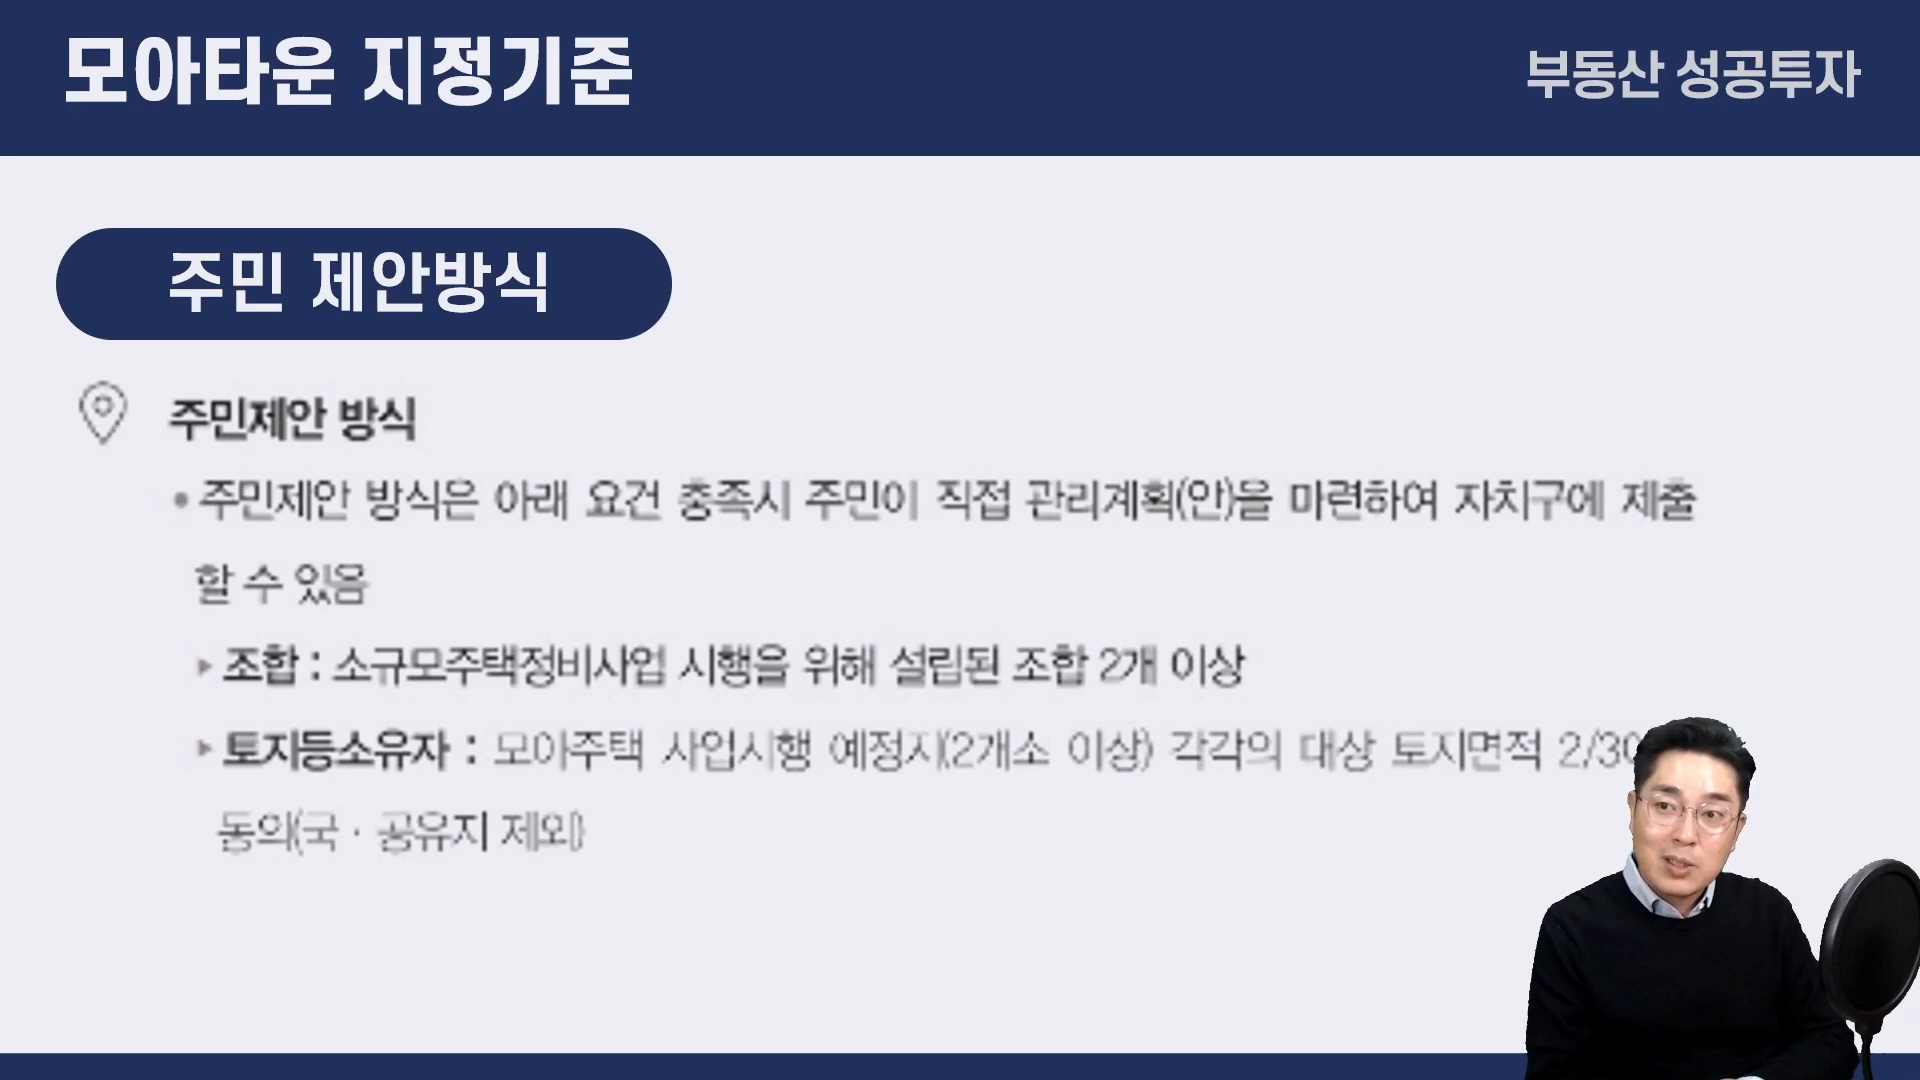 모아타운 지정기준
부동산 성공투자
주민 제안방식
주민제안 방식
• 주민제안 방식은 아래 요건 충족시 주민이 직접 관리계획(안)을 마련하여 자치구에 제출
할 수 있음
▸ 조합 : 소규모주택정비사업 시행을 위해 설립된 조합 2개 이상
▸ 토지등소유자 : 모아주택 사업시행 예정지(2개소 이상) 각각의 대상 토지면적
동의(국 · 공유지 제외)